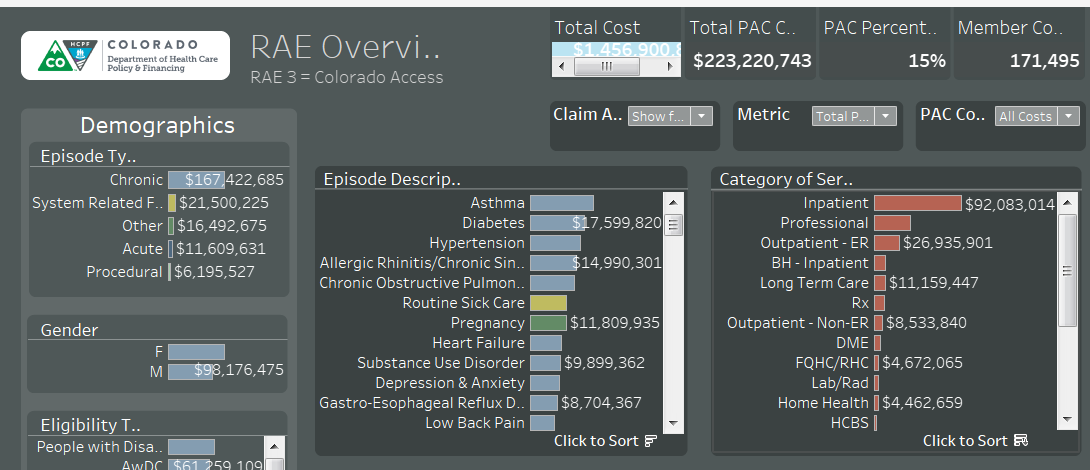 HCPF
CO
COLORADO
Department of Health Care
Policy & Financing
RAE Overvi..
RAE 3 = Colorado Access
Total Cost
$1,456,900,8
Total PAC C..
$223,220,743
PAC Percent..
15%
Member Co..
171,495
Claim A..
Show f...
Metric
Total P...
PAC Co..
All Costs
Demographics
Episode Ty..
Chronic $167,422,685
System Related F.. $21,500,225
Other $16,492,675
Acute $11,609,631
Procedural $6,195,527
Gender
F
M $98,176,475
Eligibility T..
People with Disa..
AwDC $61,259,109
Episode Descrip..
Asthma
Diabetes $17,599,820
Hypertension
Allergic Rhinitis/Chronic Sin.. $14,990,301
Chronic Obstructive Pulmon..
Routine Sick Care
Pregnancy $11,809,935
Heart Failure
Substance Use Disorder $9,899,362
Depression & Anxiety
Gastro-Esophageal Reflux D.. $8,704,367
Low Back Pain
Click to Sort
Category of Ser..
Inpatient $92,083,014
Professional
Outpatient - ER $26,935,901
BH - Inpatient
Long Term Care $11,159,447
Rx
Outpatient - Non-ER $8,533,840
DME
FQHC/RHC $4,672,065
Lab/Rad
Home Health $4,462,659
HCBS
Click to Sort